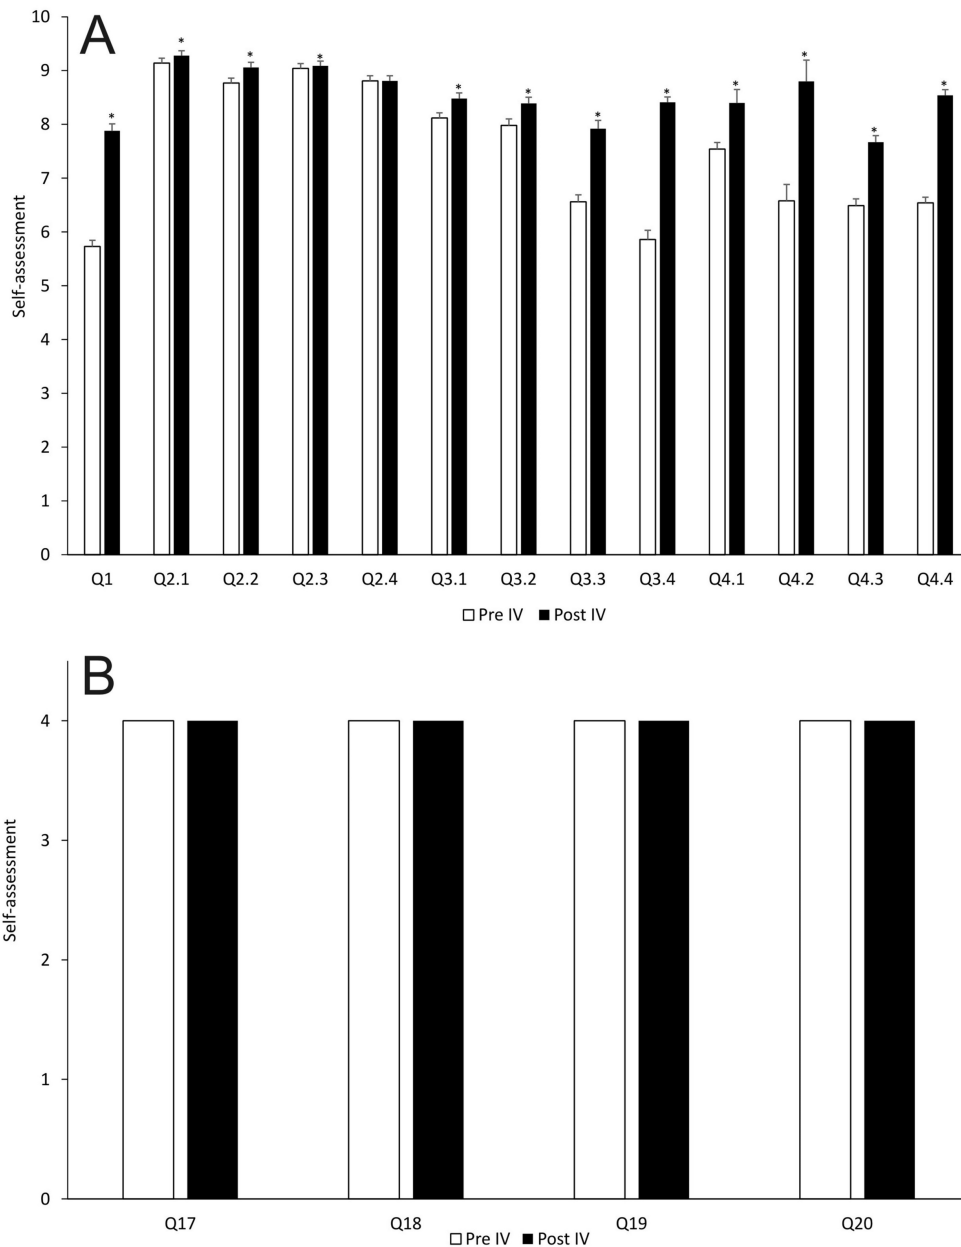 A
10
9
8
7
6
5
4
3
2
1
0
Self-assessment
* * * * * * * * * * * *
Q1 Q2.1 Q2.2 Q2.3 Q2.4 Q3.1 Q3.2 Q3.3 Q3.4 Q4.1 Q4.2 Q4.3 Q4.4
Pre IV Post IV
B
4
3
2
1
0
Self-assessment
Q17 Q18 Q19 Q20
Pre IV Post IV